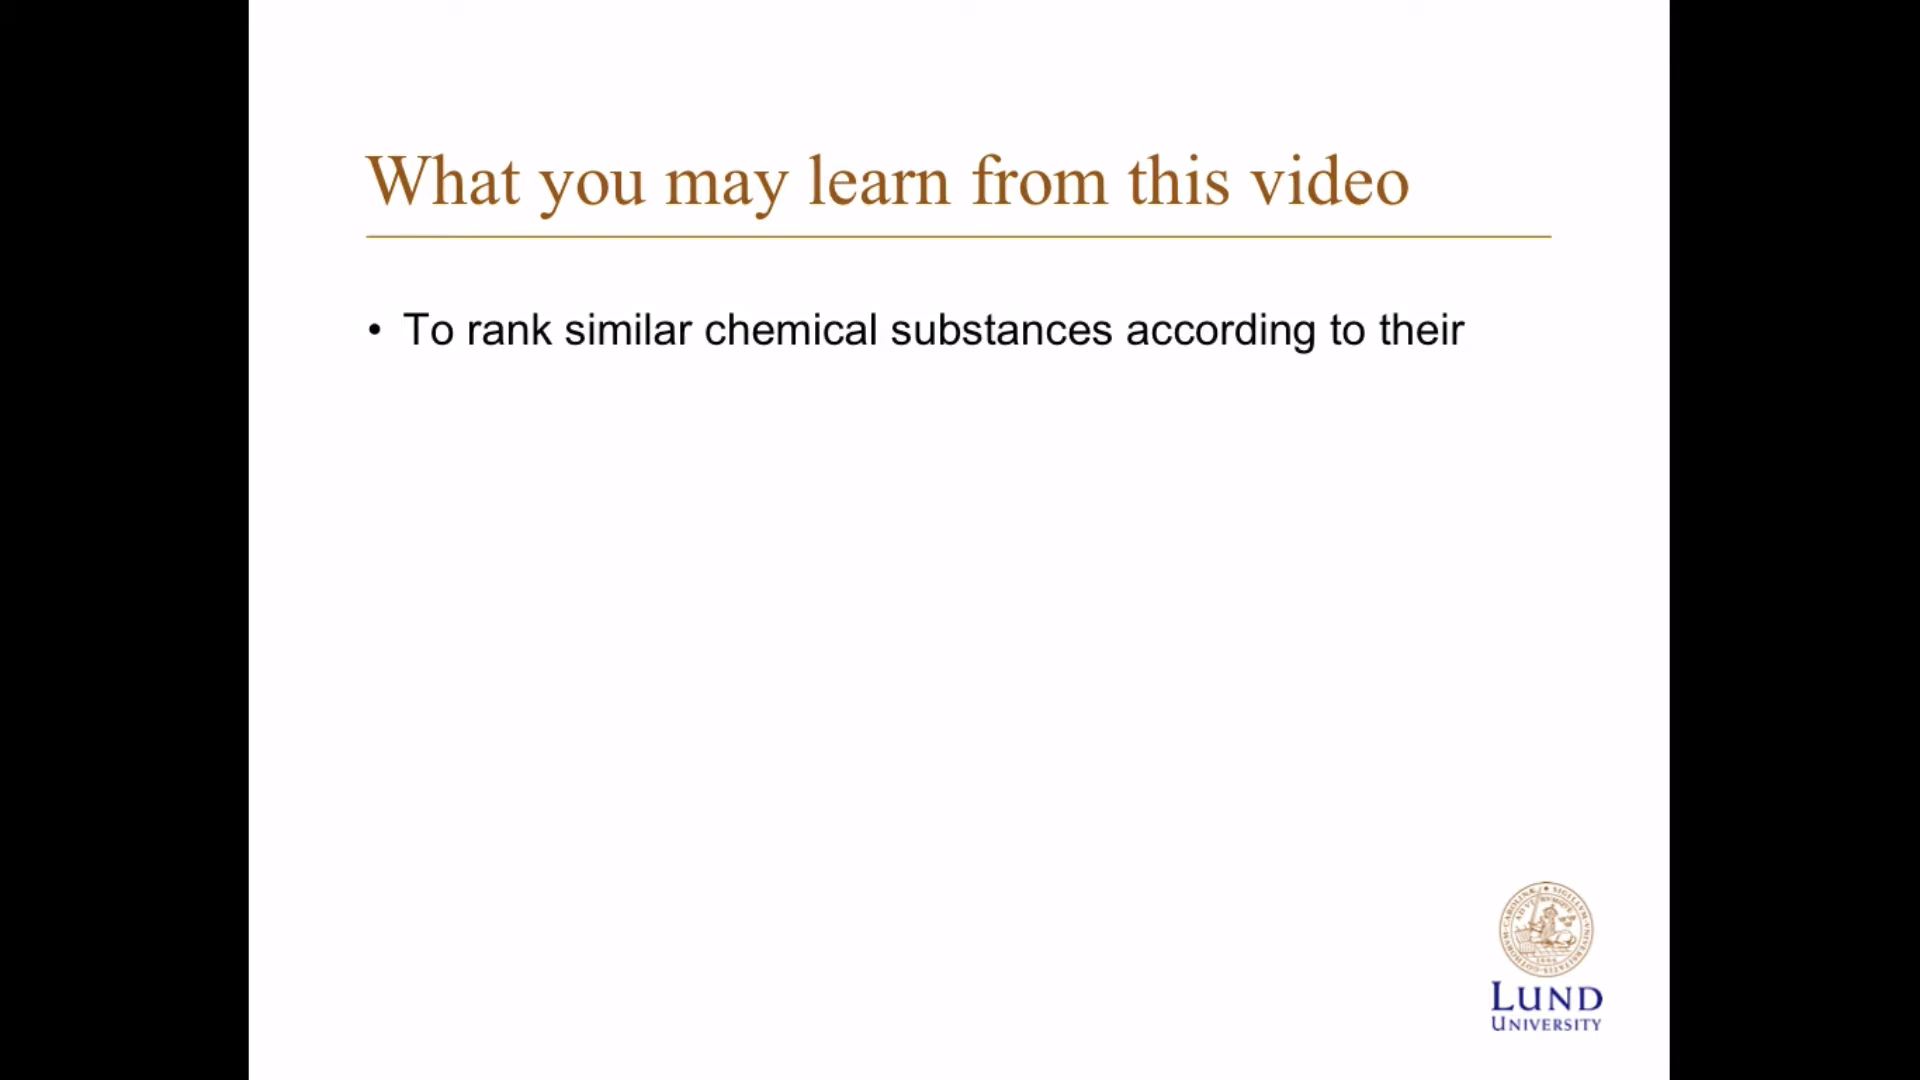 What you may learn from this video
• To rank similar chemical substances according to their
LUND
UNIVERSITY